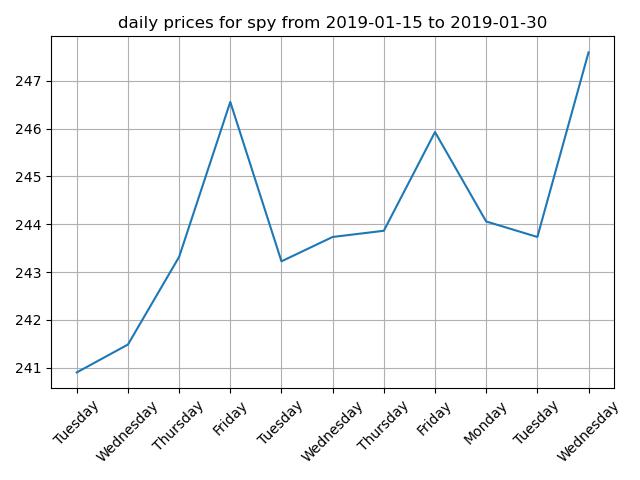 daily prices for spy from 2019-01-15 to 2019-01-30
247
246
245
244
243
242
241
Tuesday
Wednesday
Thursday
Friday
Tuesday
Wednesday
Thursday
Friday
Monday
Tuesday
Wednesday